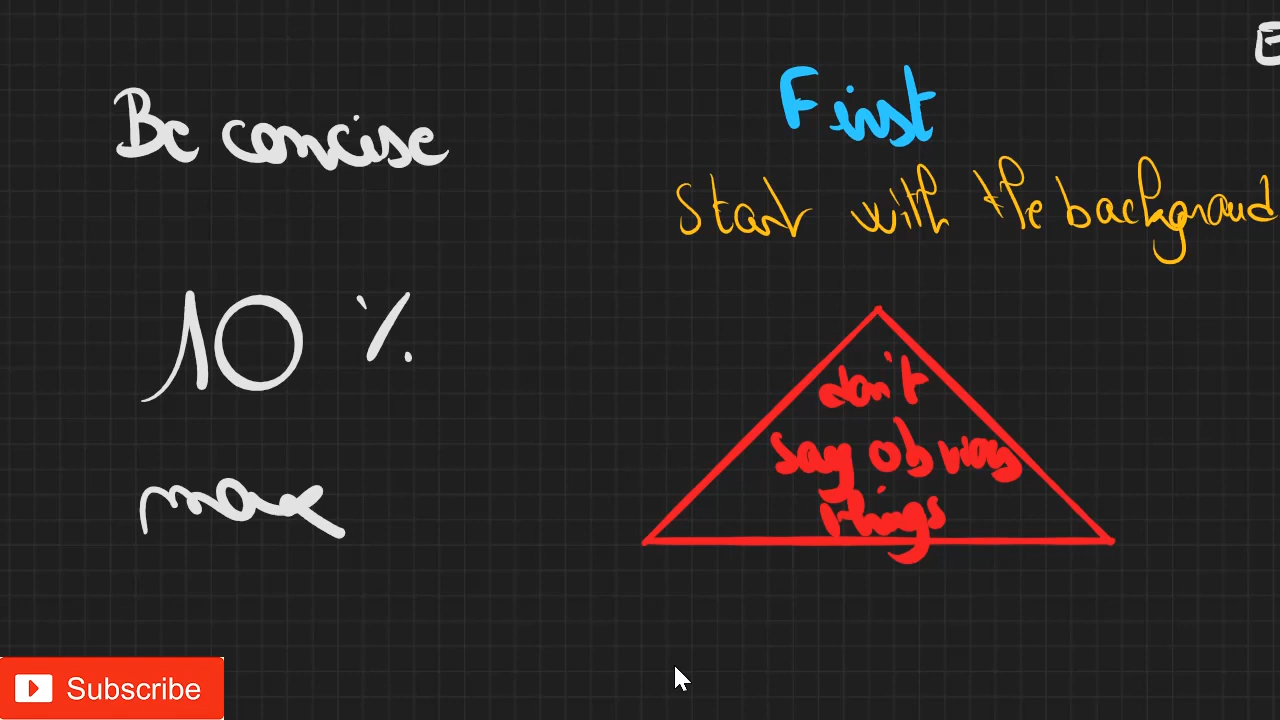 Be concise
10 %
max
First
Start with the background
don't
say obvious
things
E
Subscribe